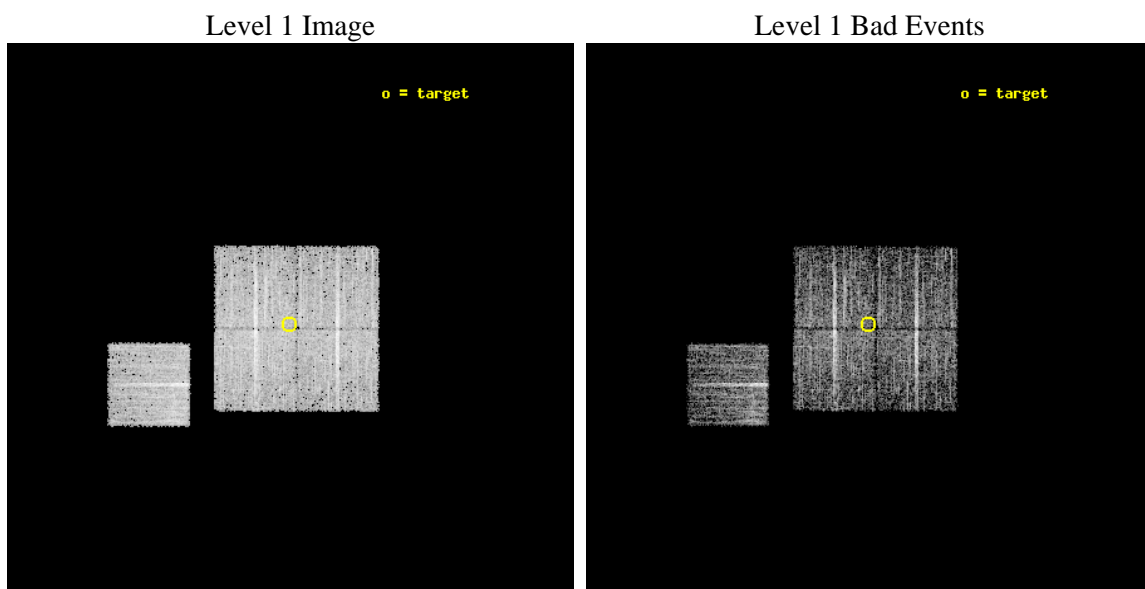 Level 1 Image
Level 1 Bad Events
o = target
o = target